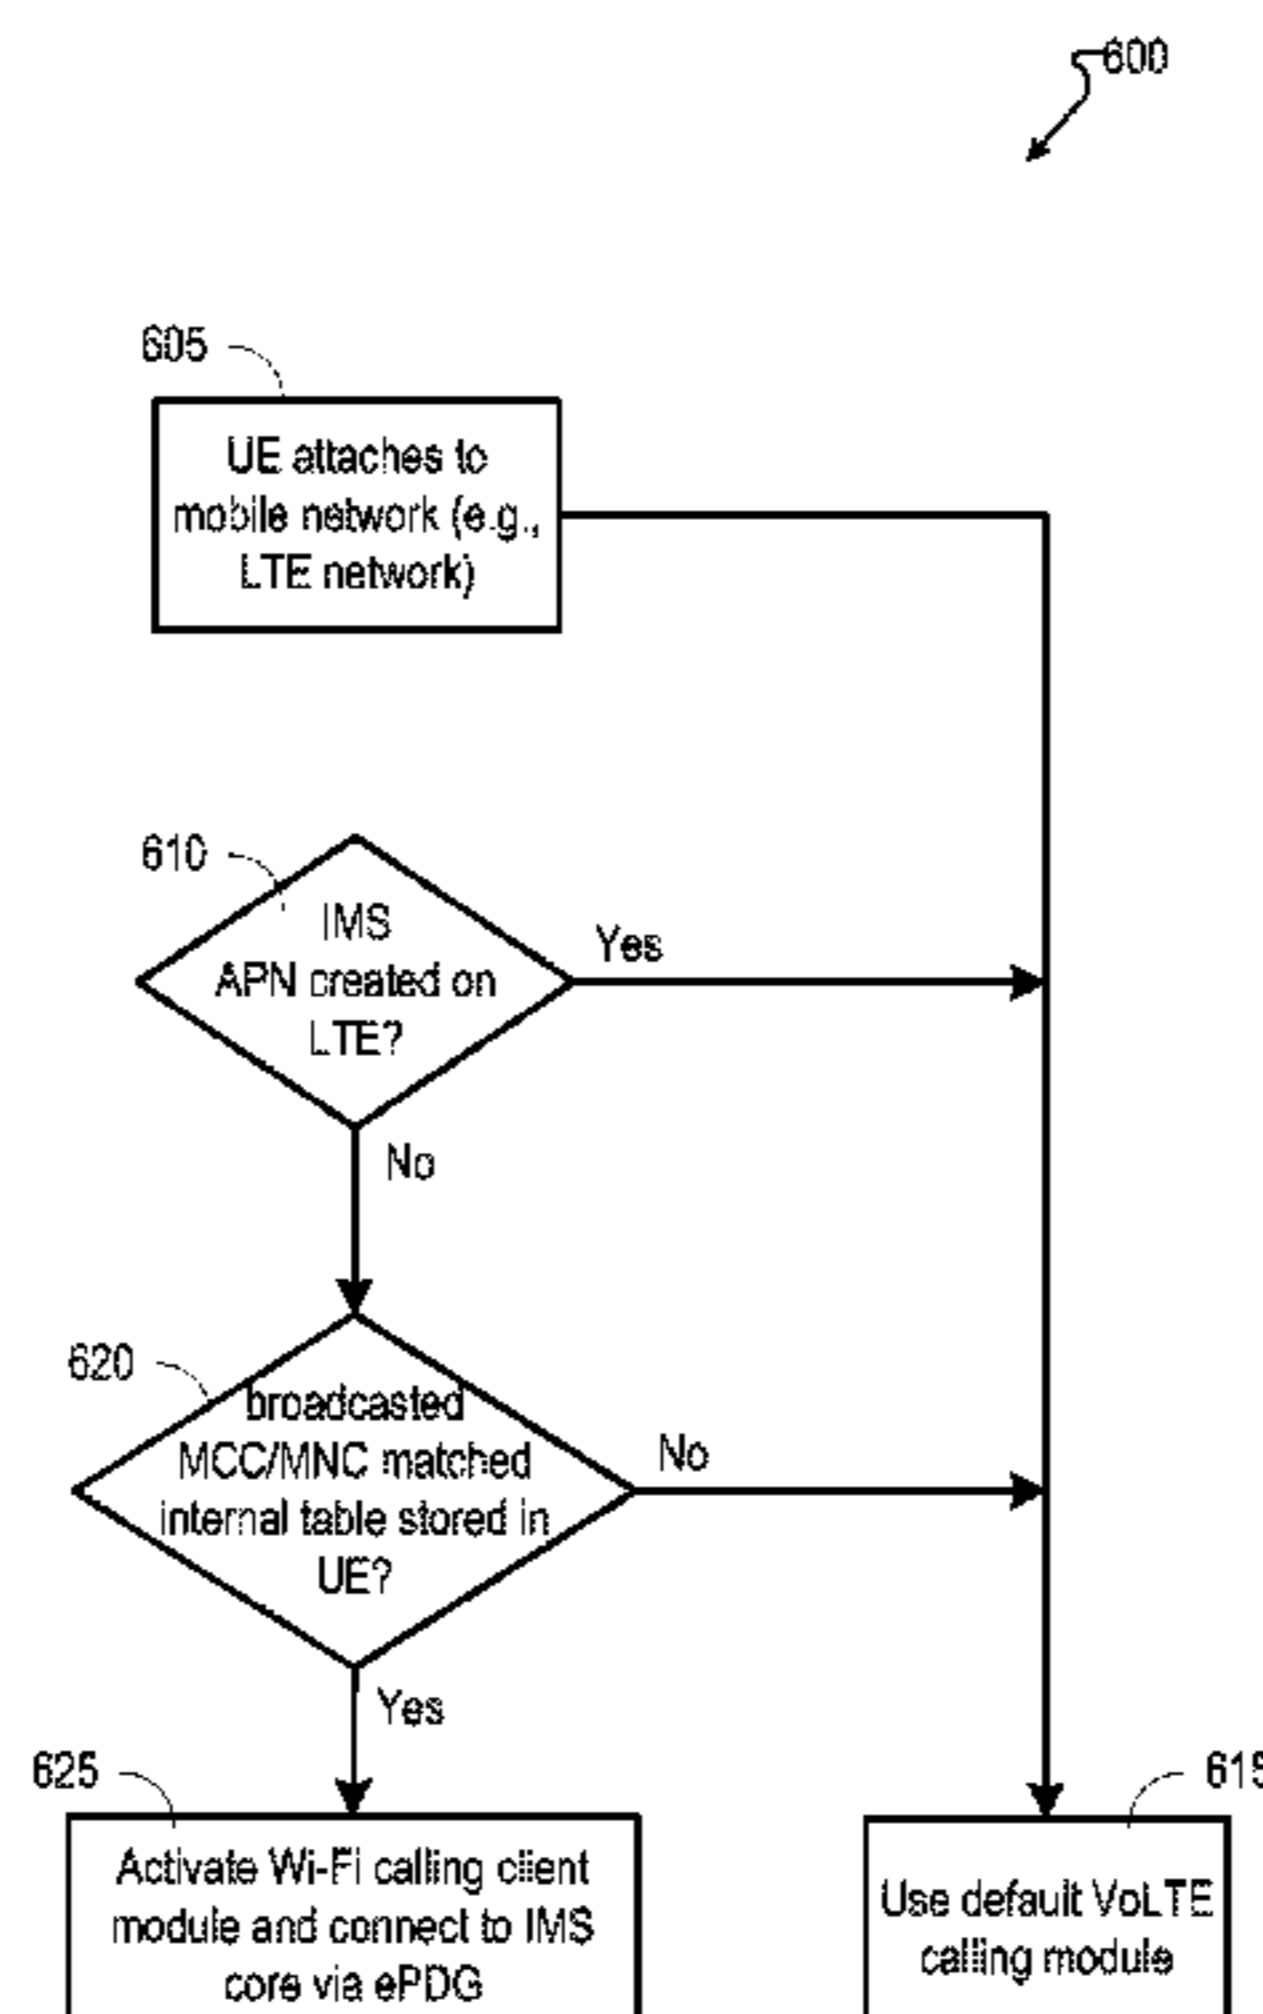 600
605
UE attaches to
mobile network (e.g.,
LTE network)
610
IMS
APN created on
LTE?
Yes
No
620
broadcasted
MCC/MNC matched
internal table stored in
UE?
No
Yes
625
615
Activate Wi-Fi calling client
module and connect to IMS
core via ePDG
Use default VoLTE
calling module